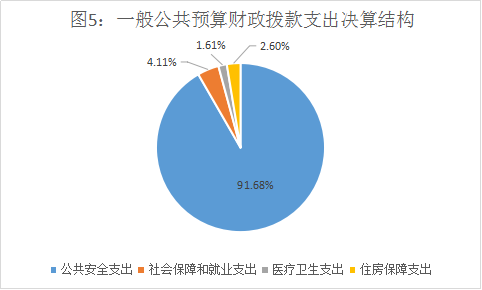 图5：一般公共预算财政拨款支出决算结构
1.61%
2.60%
4.11%
91.68%
公共安全支出 社会保障和就业支出 医疗卫生支出 住房保障支出